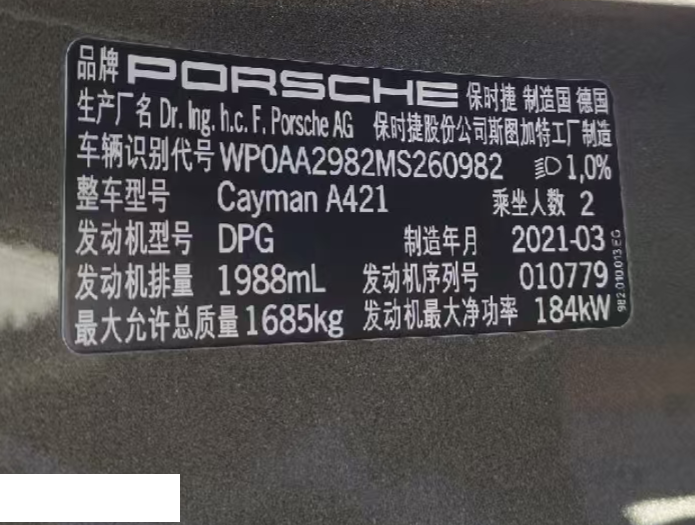 品牌 PORSCHE 保时捷 制造国 德国
生产厂名 Dr. Ing. h.c. F. Porsche AG 保时捷股份公司斯图加特工厂制造
车辆识别代号 WP0AA2982MS260982 1,0%
整车型号 Cayman A421 乘坐人数 2
发动机型号 DPG 制造年月 2021-03
发动机排量 1988mL 发动机序列号 010779
最大允许总质量 1685kg 发动机最大净功率 184kW
982.010.013.EG